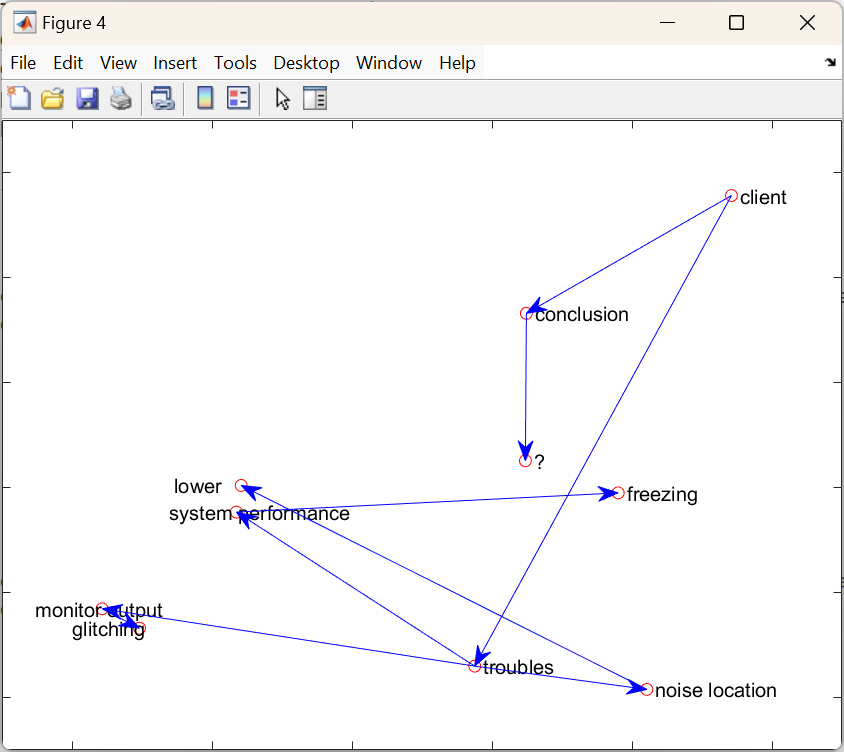 Figure 4
File Edit View Insert Tools Desktop Window Help
client
conclusion
?
lower
freezing
system performance
monitor output
glitching
troubles
noise location